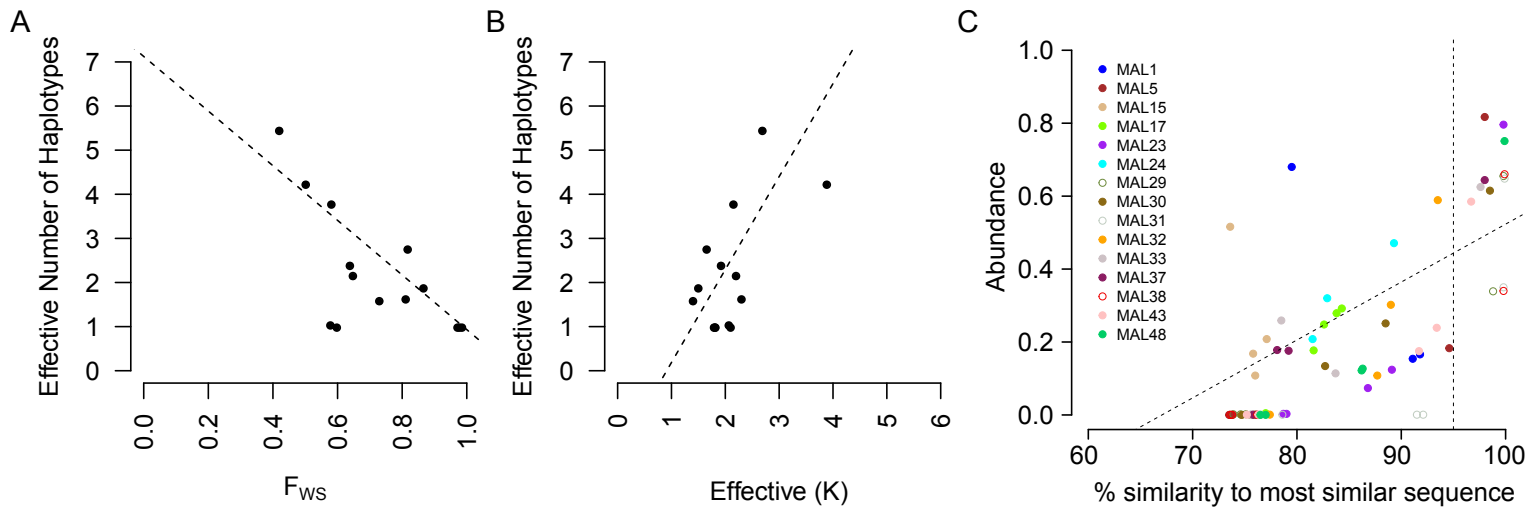 A
Effective Number of Haplotypes
7
6
5
4
3
2
1
0
0.0
0.2
0.4
0.6
0.8
1.0
F_WS
B
Effective Number of Haplotypes
7
6
5
4
3
2
1
0
0
1
2
3
4
5
6
Effective (K)
C
Abundance
1.0
0.8
0.6
0.4
0.2
0.0
MAL1
MAL5
MAL15
MAL17
MAL23
MAL24
MAL29
MAL30
MAL31
MAL32
MAL33
MAL37
MAL38
MAL43
MAL48
60
70
80
90
100
% similarity to most similar sequence